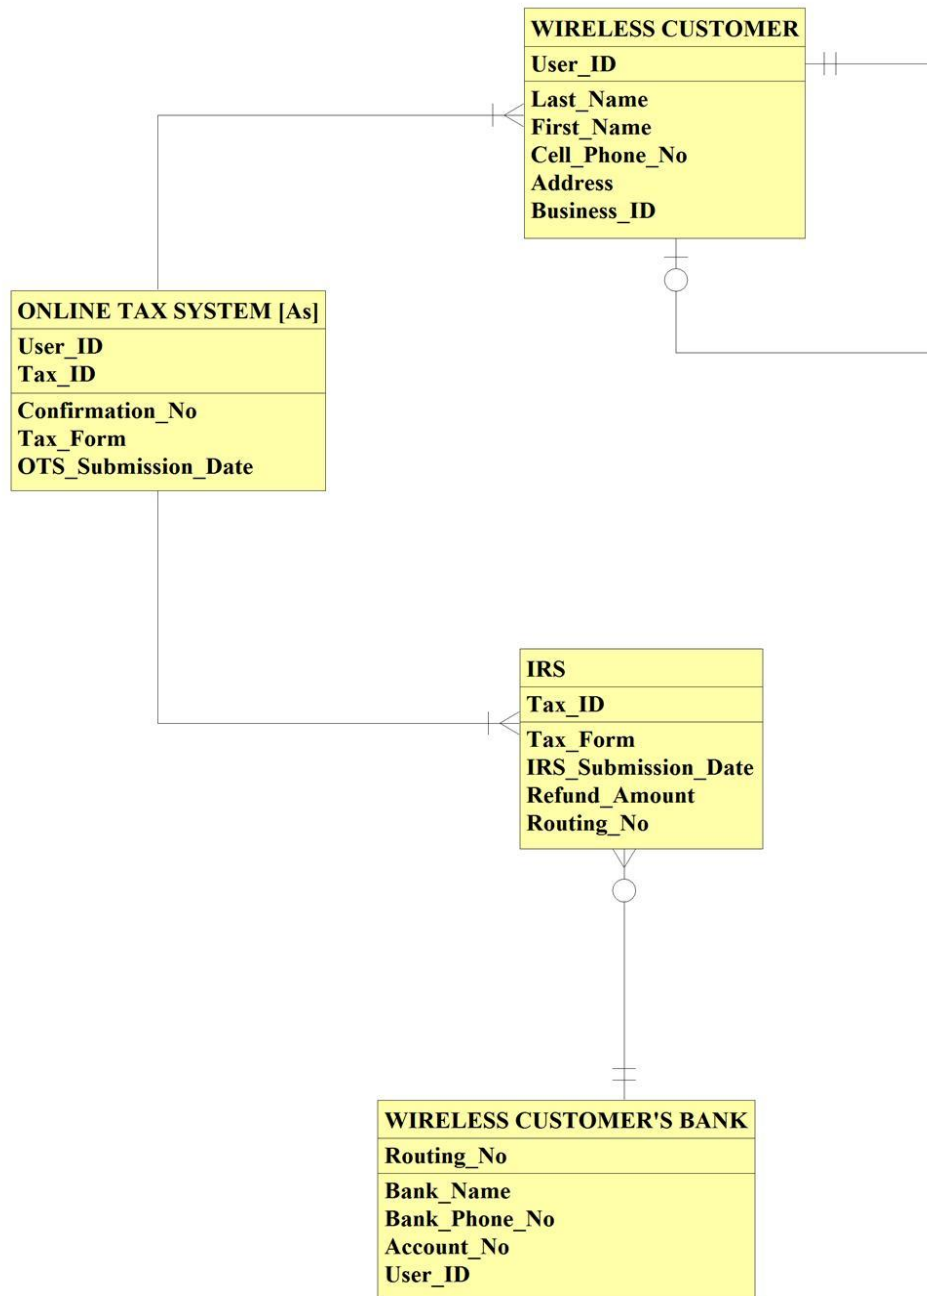 WIRELESS CUSTOMER
User_ID
Last_Name
First_Name
Cell_Phone_No
Address
Business_ID
ONLINE TAX SYSTEM [As]
User_ID
Tax_ID
Confirmation_No
Tax_Form
OTS_Submission_Date
IRS
Tax_ID
Tax_Form
IRS_Submission_Date
Refund_Amount
Routing_No
WIRELESS CUSTOMER'S BANK
Routing_No
Bank_Name
Bank_Phone_No
Account_No
User_ID